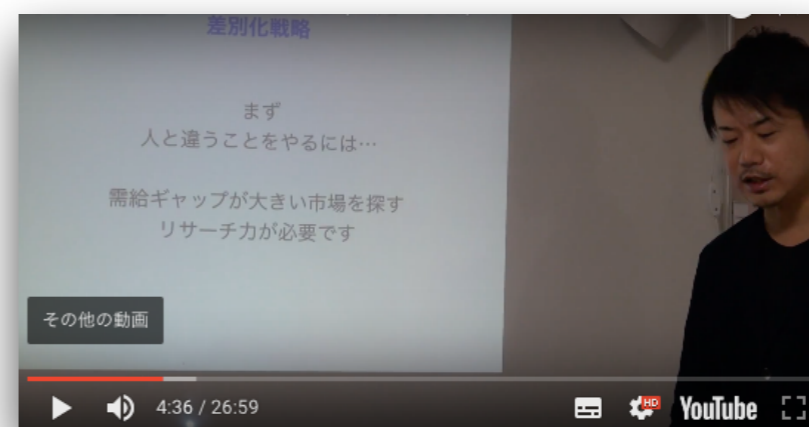 差別化戦略
まず
人と違うことをやるには…
需給ギャップが大きい市場を探す
リサーチ力が必要です
その他の動画
4:36 / 26:59
HD
YouTube